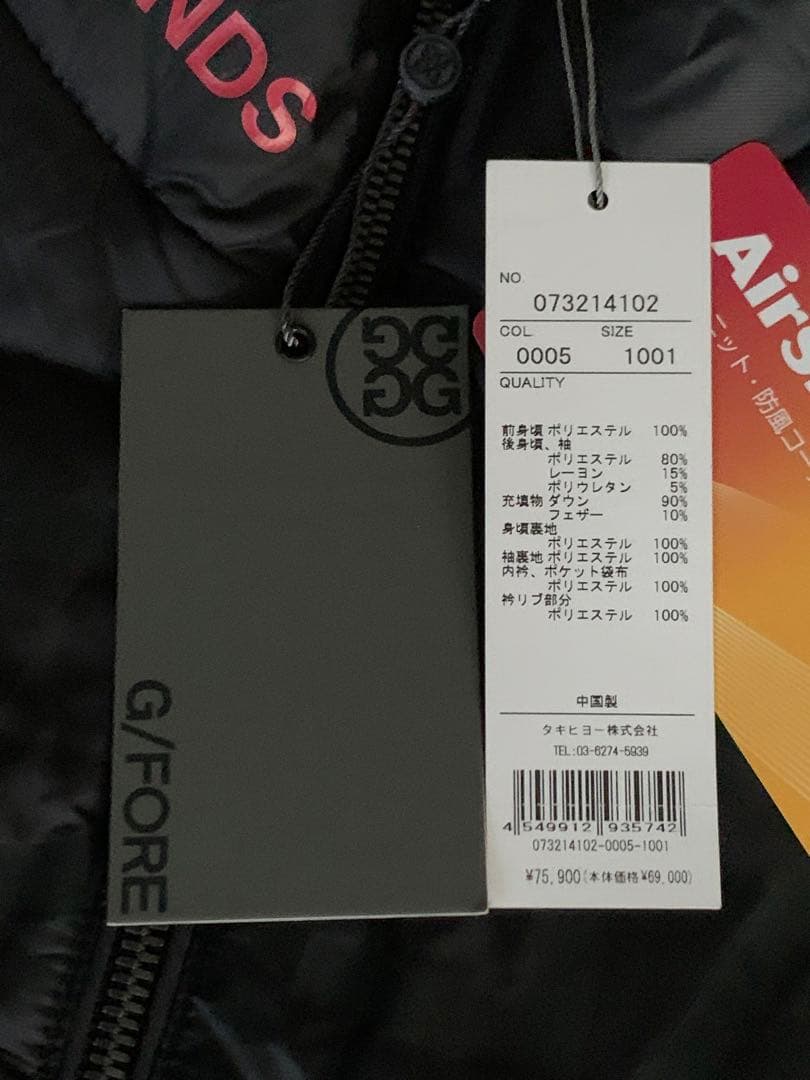 NDS
G/FORE
NO.
073214102
COL. SIZE
0005 1001
QUALITY
前身頃 ポリエステル 100%
後身頃、袖
ポリエステル 80%
レーヨン 15%
ポリウレタン 5%
充填物 ダウン 90%
フェザー 10%
身頃裏地
ポリエステル 100%
袖裏地 ポリエステル 100%
内衿、ポケット袋布
ポリエステル 100%
衿リブ部分
ポリエステル 100%
中国製
タキヒヨー株式会社
TEL:03-6274-5939
4 549912 935742
073214102-0005-1001
¥75,900(本体価格¥69,000)
Airs
ニット・防風コー